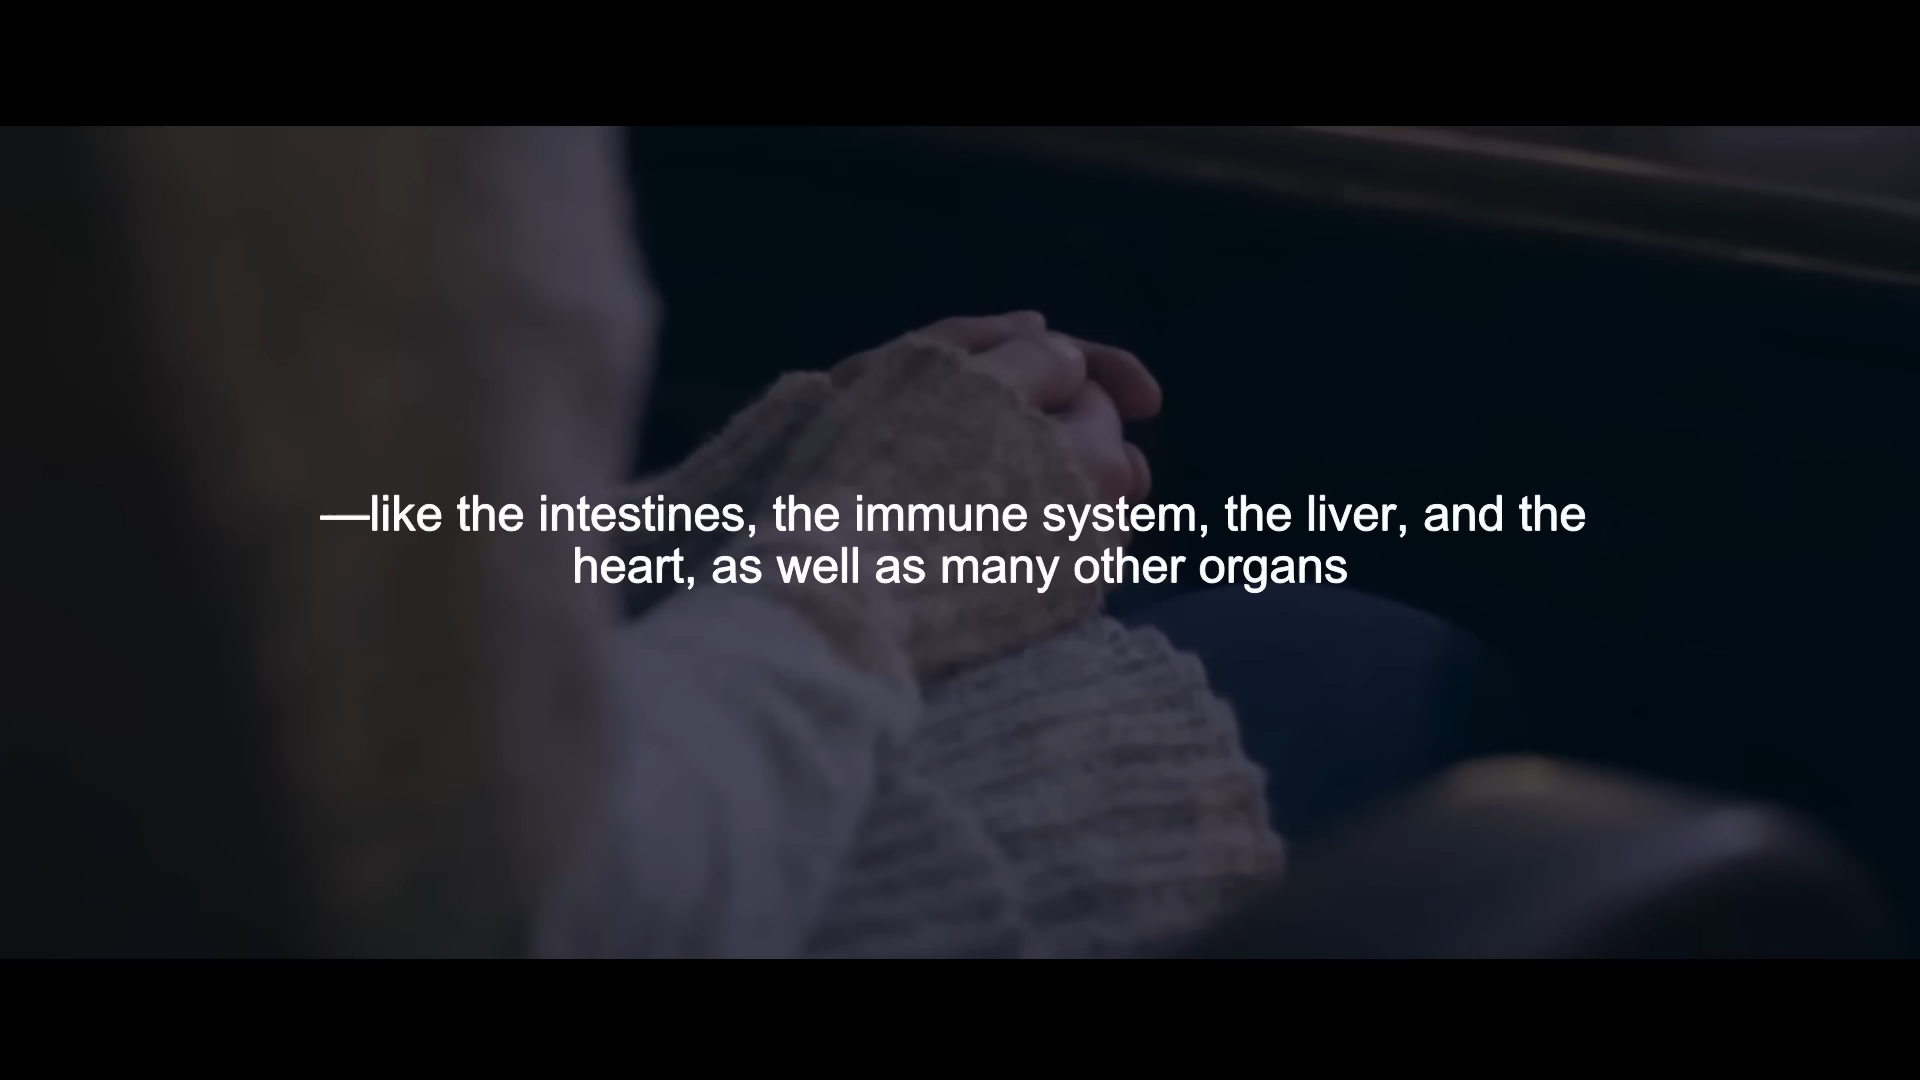 —like the intestines, the immune system, the liver, and the
heart, as well as many other organs